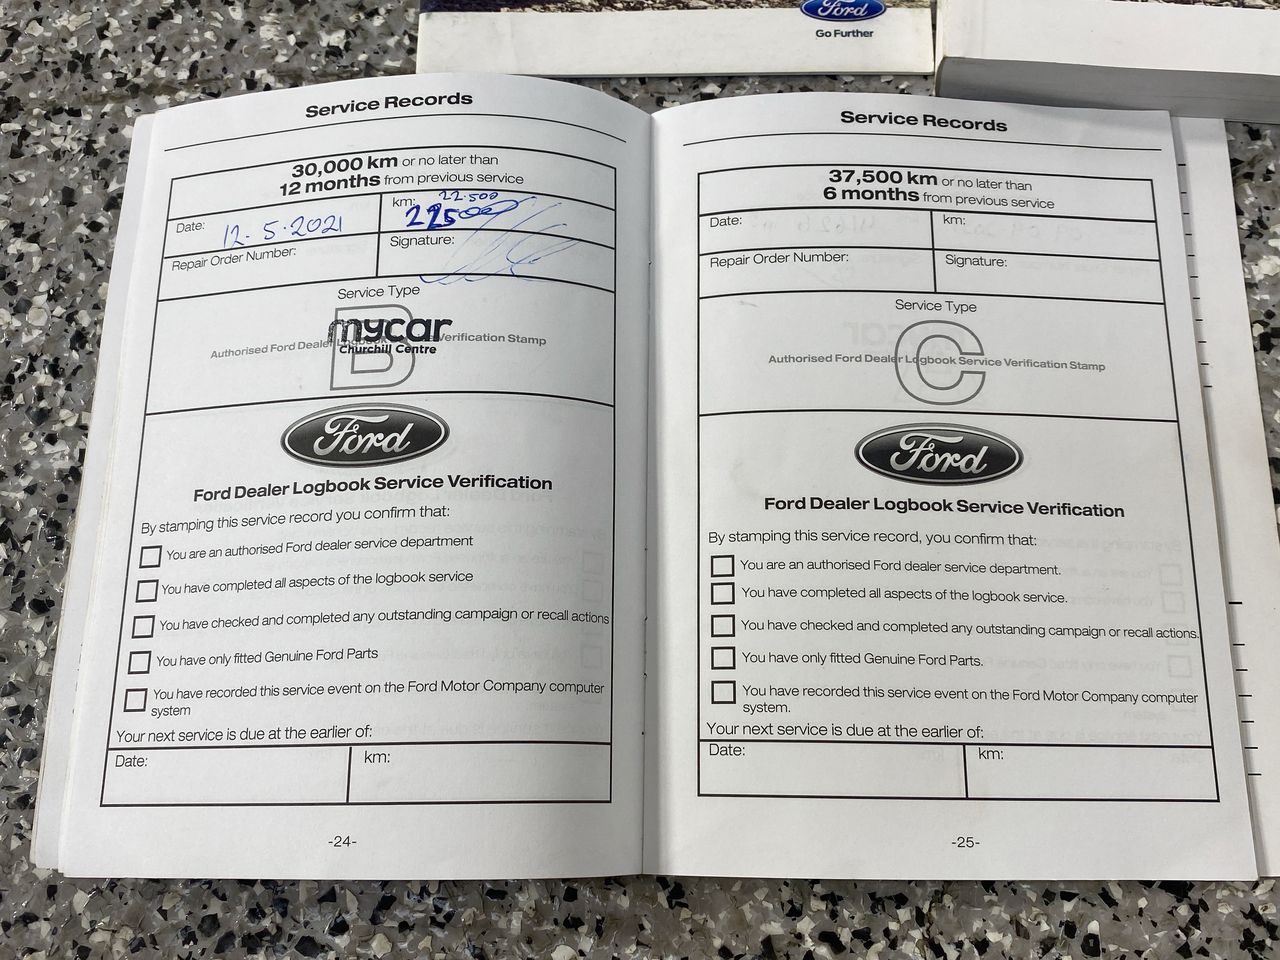 Ford
Go Further
Service Records
30,000 km or no later than
12 months from previous service
Date: 12.5.2021
km: 22.500
22500
Repair Order Number:
Signature:
Service Type
B
mycar
Churchill Centre
Authorised Ford Dealer Logbook Verification Stamp
Ford
Ford Dealer Logbook Service Verification
By stamping this service record you confirm that:
You are an authorised Ford dealer service department
You have completed all aspects of the logbook service
You have checked and completed any outstanding campaign or recall actions
You have only fitted Genuine Ford Parts
You have recorded this service event on the Ford Motor Company computer
system
Your next service is due at the earlier of:
Date:
km:
-24-
Service Records
37,500 km or no later than
6 months from previous service
Date:
km:
Repair Order Number:
Signature:
Service Type
C
Authorised Ford Dealer Logbook Service Verification Stamp
Ford
Ford Dealer Logbook Service Verification
By stamping this service record, you confirm that:
You are an authorised Ford dealer service department.
You have completed all aspects of the logbook service.
You have checked and completed any outstanding campaign or recall actions.
You have only fitted Genuine Ford Parts.
You have recorded this service event on the Ford Motor Company computer
system.
Your next service is due at the earlier of:
Date:
km:
-25-